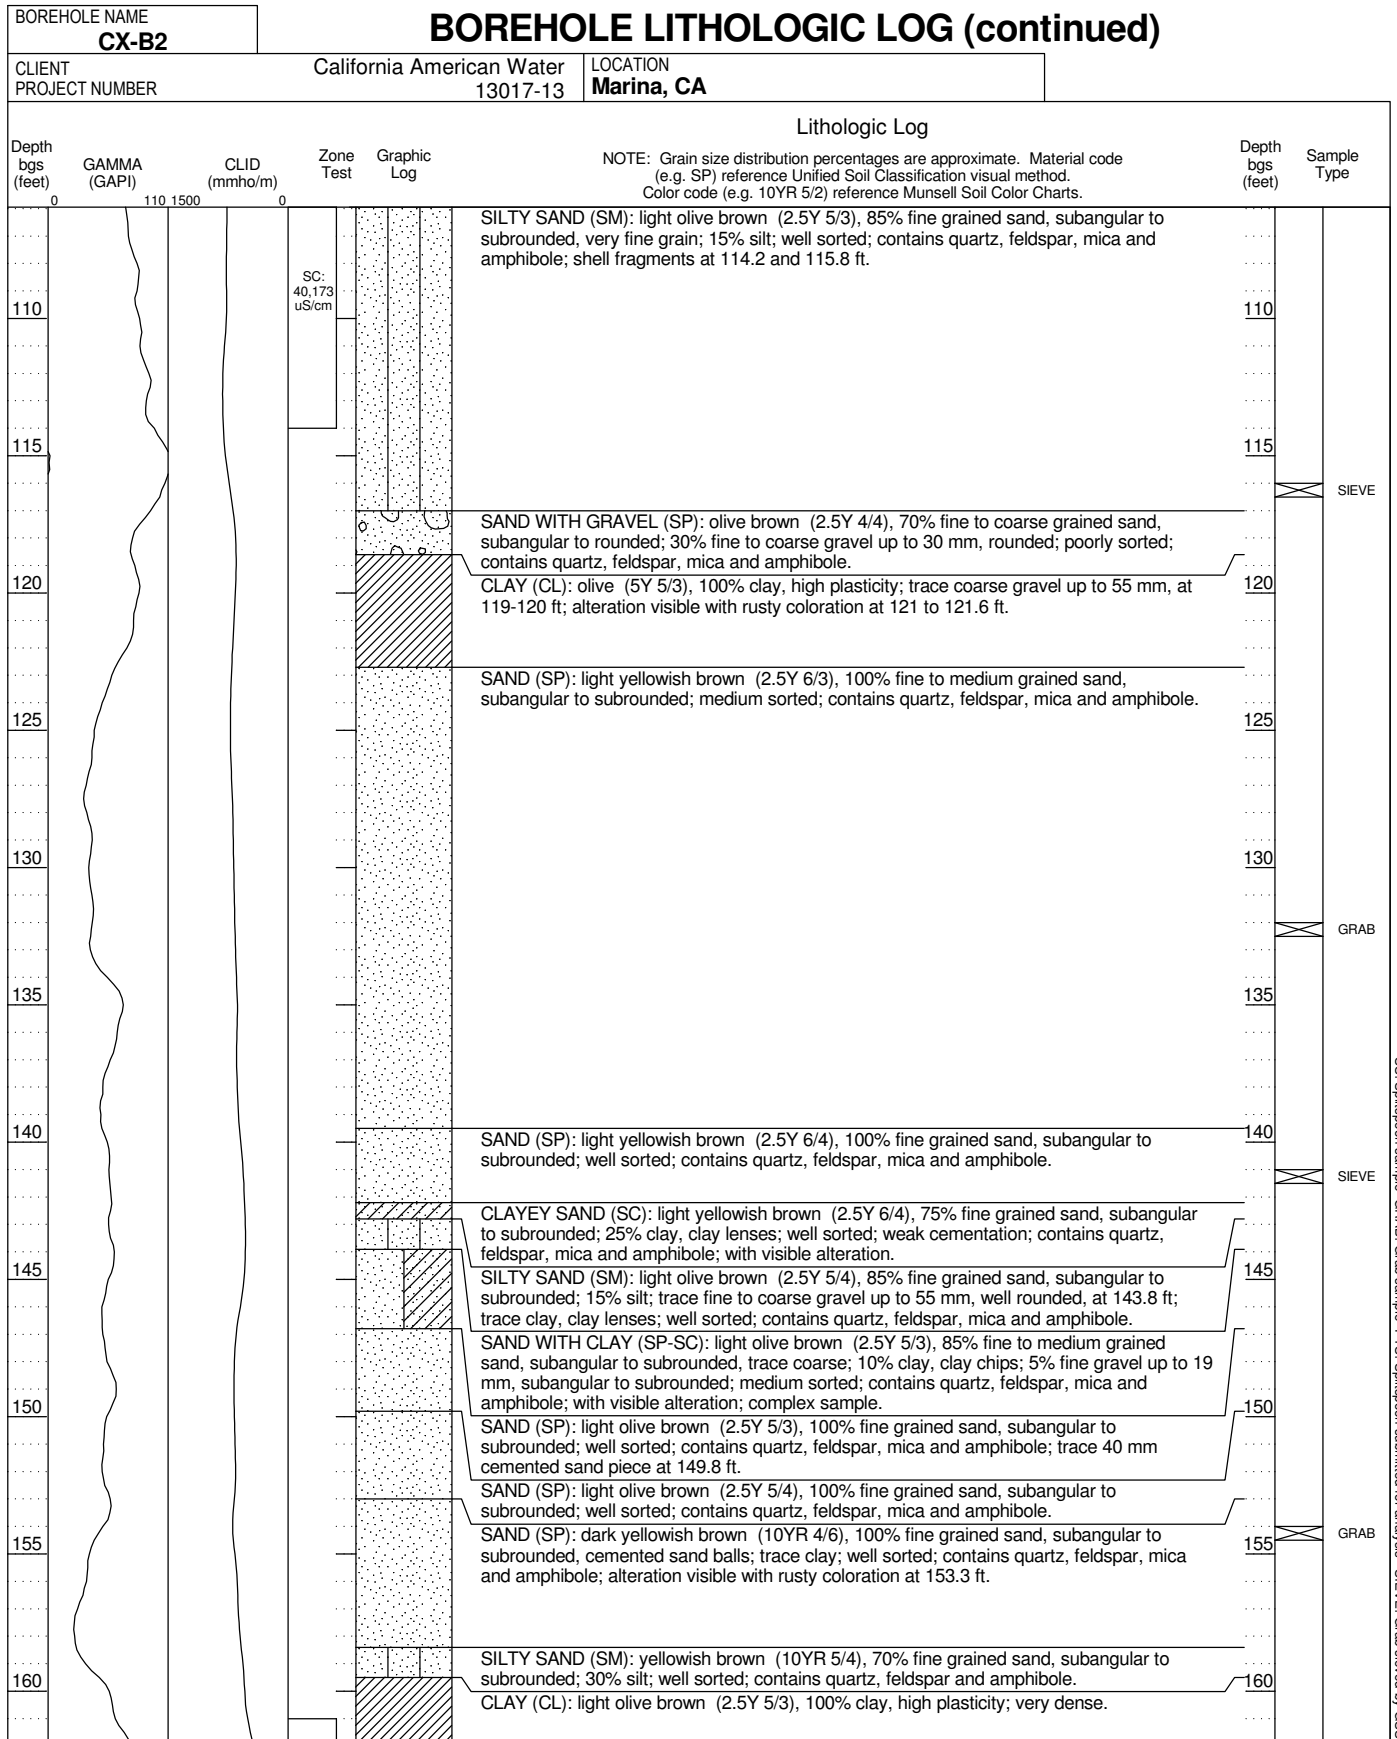 BOREHOLE NAME
CX-B2
BOREHOLE LITHOLOGIC LOG (continued)
CLIENT
California American Water
PROJECT NUMBER
13017-13
LOCATION
Marina, CA
Lithologic Log
NOTE: Grain size distribution percentages are approximate. Material code
(e.g. SP) reference Unified Soil Classification visual method.
Color code (e.g. 10YR 5/2) reference Munsell Soil Color Charts.
Depth
bgs
(feet)
GAMMA
(GAPI)
CLID
(mmho/m)
Zone
Test
Graphic
Log
Depth
bgs
(feet)
Sample
Type
0 110 1500 0
SC:
40,173
uS/cm
SILTY SAND (SM): light olive brown (2.5Y 5/3), 85% fine grained sand, subangular to
subrounded, very fine grain; 15% silt; well sorted; contains quartz, feldspar, mica and
amphibole; shell fragments at 114.2 and 115.8 ft.
110 110
115 115
SIEVE
SAND WITH GRAVEL (SP): olive brown (2.5Y 4/4), 70% fine to coarse grained sand,
subangular to rounded; 30% fine to coarse gravel up to 30 mm, rounded; poorly sorted;
contains quartz, feldspar, mica and amphibole.
120 120
CLAY (CL): olive (5Y 5/3), 100% clay, high plasticity; trace coarse gravel up to 55 mm, at
119-120 ft; alteration visible with rusty coloration at 121 to 121.6 ft.
SAND (SP): light yellowish brown (2.5Y 6/3), 100% fine to medium grained sand,
subangular to subrounded; medium sorted; contains quartz, feldspar, mica and amphibole.
125 125
130 130
GRAB
135 135
140 140
SAND (SP): light yellowish brown (2.5Y 6/4), 100% fine grained sand, subangular to
subrounded; well sorted; contains quartz, feldspar, mica and amphibole.
SIEVE
CLAYEY SAND (SC): light yellowish brown (2.5Y 6/4), 75% fine grained sand, subangular
to subrounded; 25% clay, clay lenses; well sorted; weak cementation; contains quartz,
feldspar, mica and amphibole; with visible alteration.
145 145
SILTY SAND (SM): light olive brown (2.5Y 5/4), 85% fine grained sand, subangular to
subrounded; 15% silt; trace fine to coarse gravel up to 55 mm, well rounded, at 143.8 ft;
trace clay, clay lenses; well sorted; contains quartz, feldspar, mica and amphibole.
SAND WITH CLAY (SP-SC): light olive brown (2.5Y 5/3), 85% fine to medium grained
sand, subangular to subrounded, trace coarse; 10% clay, clay chips; 5% fine gravel up to 19
mm, subangular to subrounded; medium sorted; contains quartz, feldspar, mica and
amphibole; with visible alteration; complex sample.
150 150
SAND (SP): light olive brown (2.5Y 5/3), 100% fine grained sand, subangular to
subrounded; well sorted; contains quartz, feldspar, mica and amphibole; trace 40 mm
cemented sand piece at 149.8 ft.
SAND (SP): light olive brown (2.5Y 5/4), 100% fine grained sand, subangular to
subrounded; well sorted; contains quartz, feldspar, mica and amphibole.
SAND (SP): dark yellowish brown (10YR 4/6), 100% fine grained sand, subangular to
subrounded, cemented sand balls; trace clay; well sorted; contains quartz, feldspar, mica
and amphibole; alteration visible with rusty coloration at 153.3 ft.
GRAB
155 155
SILTY SAND (SM): yellowish brown (10YR 5/4), 70% fine grained sand, subangular to
subrounded; 30% silt; well sorted; contains quartz, feldspar and amphibole.
160 160
CLAY (CL): light olive brown (2.5Y 5/3), 100% clay, high plasticity; very dense.